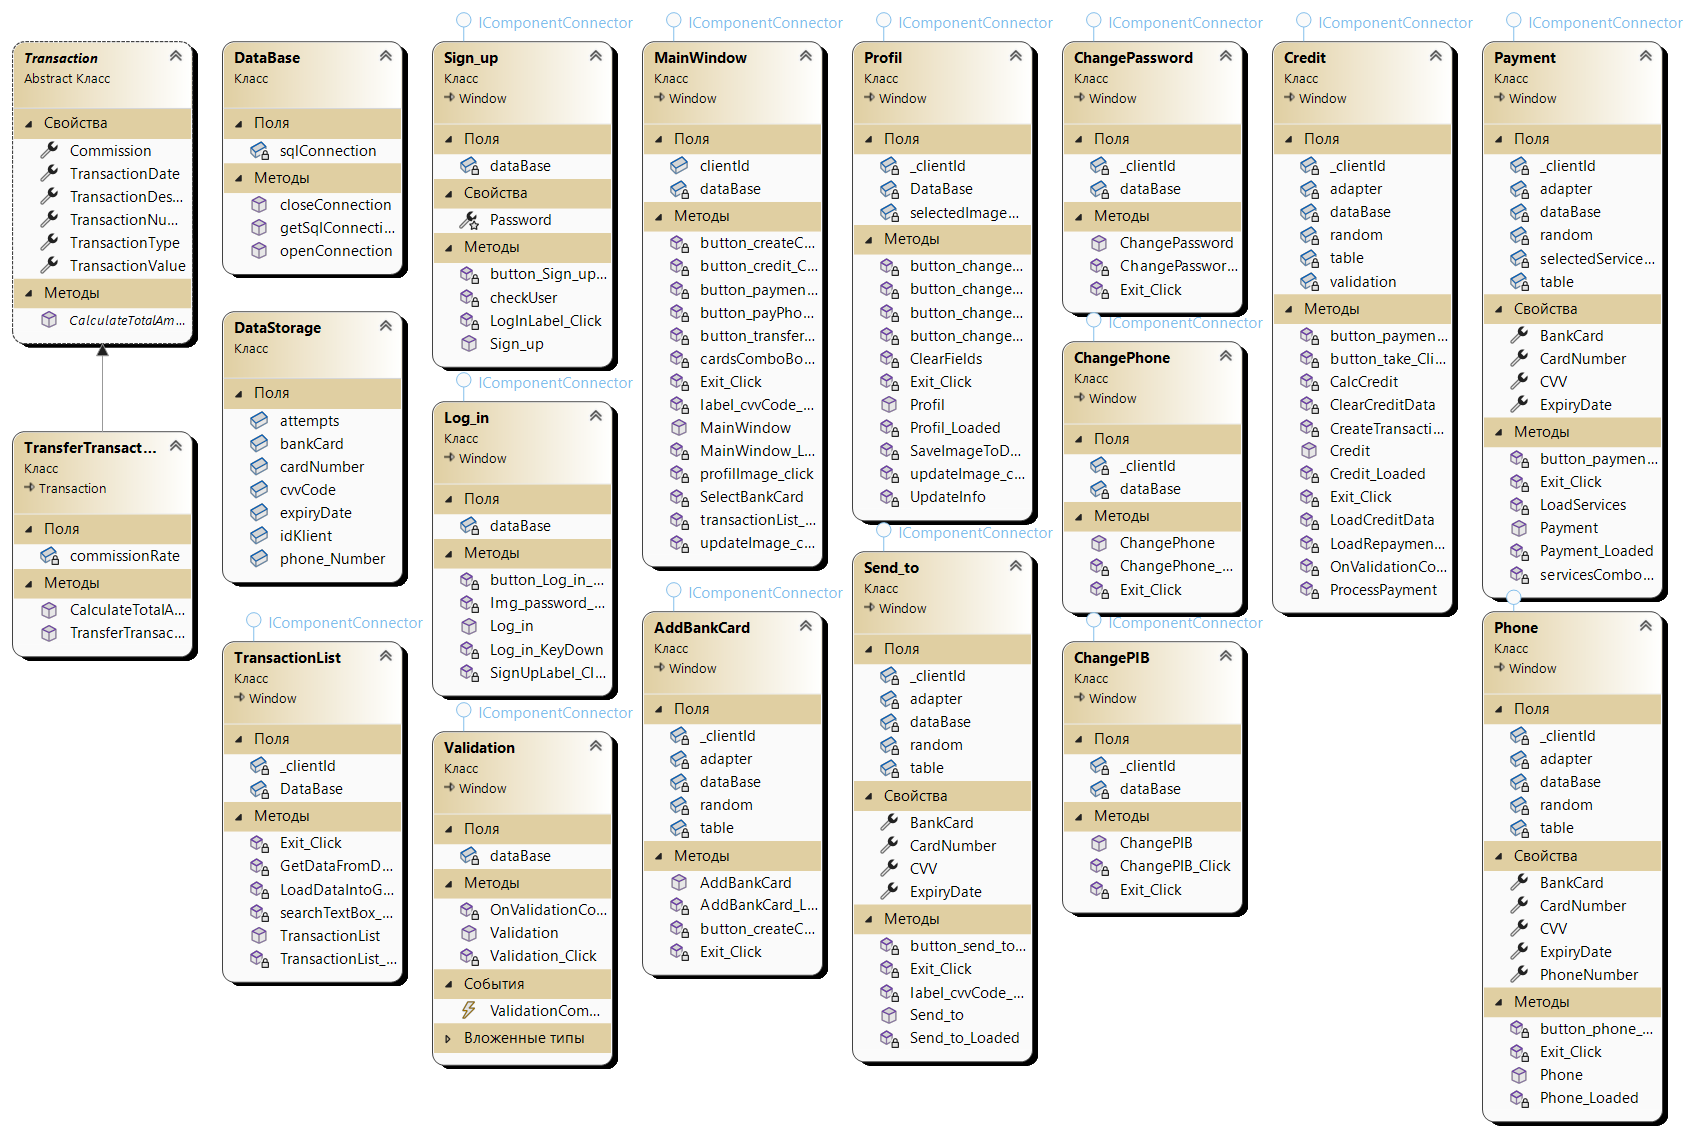 Transaction
Abstract Класс
Свойства
Commission
TransactionDate
TransactionDes...
TransactionNu...
TransactionType
TransactionValue
Методы
CalculateTotalAm...
TransferTransact...
Класс
Transaction
Поля
commissionRate
Методы
CalculateTotalA...
TransferTransac...
DataBase
Класс
Поля
sqlConnection
Методы
closeConnection
getSqlConnecti...
openConnection
DataStorage
Класс
Поля
attempts
bankCard
cardNumber
cvvCode
expiryDate
idKlient
phone_Number
IComponentConnector
TransactionList
Класс
Window
Поля
_clientId
DataBase
Методы
Exit_Click
GetDataFromD...
LoadDataIntoG...
searchTextBox_...
TransactionList
TransactionList_...
IComponentConnector
Sign_up
Класс
Window
Поля
dataBase
Свойства
Password
Методы
button_Sign_up...
checkUser
LogInLabel_Click
Sign_up
IComponentConnector
Log_in
Класс
Window
Поля
dataBase
Методы
button_Log_in_...
Img_password_...
Log_in
Log_in_KeyDown
SignUpLabel_Cl...
IComponentConnector
Validation
Класс
Window
Поля
dataBase
Методы
OnValidationCo...
Validation
Validation_Click
События
ValidationCom...
Вложенные типы
IComponentConnector
MainWindow
Класс
Window
Поля
clientId
dataBase
Методы
button_createC...
button_credit_C...
button_paymen...
button_payPho...
button_transfer...
cardsComboBo...
Exit_Click
label_cvvCode_...
MainWindow
MainWindow_L...
profilImage_click
SelectBankCard
transactionList_...
updateImage_c...
IComponentConnector
AddBankCard
Класс
Window
Поля
_clientId
adapter
dataBase
random
table
Методы
AddBankCard
AddBankCard_L...
button_createC...
Exit_Click
IComponentConnector
Profil
Класс
Window
Поля
_clientId
DataBase
selectedImage...
Методы
button_change...
button_change...
button_change...
button_change...
ClearFields
Exit_Click
Profil
Profil_Loaded
SaveImageToD...
updateImage_c...
UpdateInfo
IComponentConnector
Send_to
Класс
Window
Поля
_clientId
adapter
dataBase
random
table
Свойства
BankCard
CardNumber
CVV
ExpiryDate
Методы
button_send_to...
Exit_Click
label_cvvCode_...
Send_to
Send_to_Loaded
IComponentConnector
ChangePassword
Класс
Window
Поля
_clientId
dataBase
Методы
ChangePassword
ChangePasswor...
Exit_Click
IComponentConnector
ChangePhone
Класс
Window
Поля
_clientId
dataBase
Методы
ChangePhone
ChangePhone_...
Exit_Click
IComponentConnector
ChangePIB
Класс
Window
Поля
_clientId
dataBase
Методы
ChangePIB
ChangePIB_Click
Exit_Click
IComponentConnector
Credit
Класс
Window
Поля
_clientId
adapter
dataBase
random
table
validation
Методы
button_paymen...
button_take_Cli...
CalcCredit
ClearCreditData
CreateTransacti...
Credit
Credit_Loaded
Exit_Click
LoadCreditData
LoadRepaymen...
OnValidationCo...
ProcessPayment
IComponentConnector
Payment
Класс
Window
Поля
_clientId
adapter
dataBase
random
selectedService...
table
Свойства
BankCard
CardNumber
CVV
ExpiryDate
Методы
button_paymen...
Exit_Click
LoadServices
Payment
Payment_Loaded
servicesCombo...
Phone
Класс
Window
Поля
_clientId
adapter
dataBase
random
table
Свойства
BankCard
CardNumber
CVV
ExpiryDate
PhoneNumber
Методы
button_phone_...
Exit_Click
Phone
Phone_Loaded